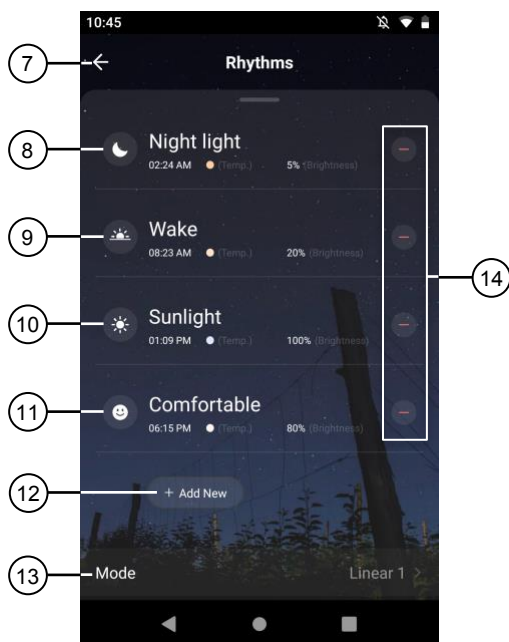 10:45
7
Rhythms
8
Night light
02:24 AM (Temp.) 5% (Brightness)
9
Wake
08:23 AM (Temp.) 20% (Brightness)
14
10
Sunlight
01:09 PM (Temp.) 100% (Brightness)
11
Comfortable
06:15 PM (Temp.) 80% (Brightness)
12
+ Add New
13
Mode Linear 1 >